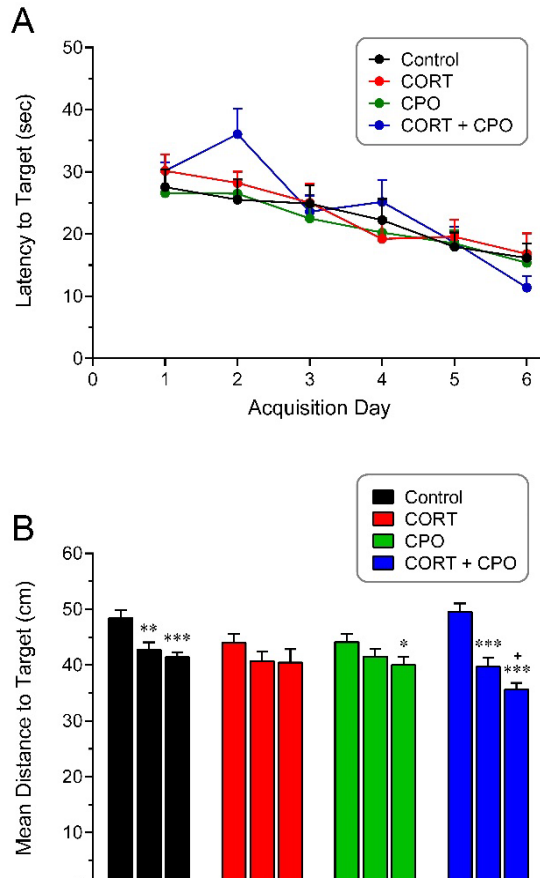 A
Latency to Target (sec)
50
40
30
20
10
0
Control
CORT
CPO
CORT + CPO
0 1 2 3 4 5 6
Acquisition Day
B
Mean Distance to Target (cm)
Control
CORT
CPO
CORT + CPO
60
50
40
30
20
10
** ***
*
*** +
***